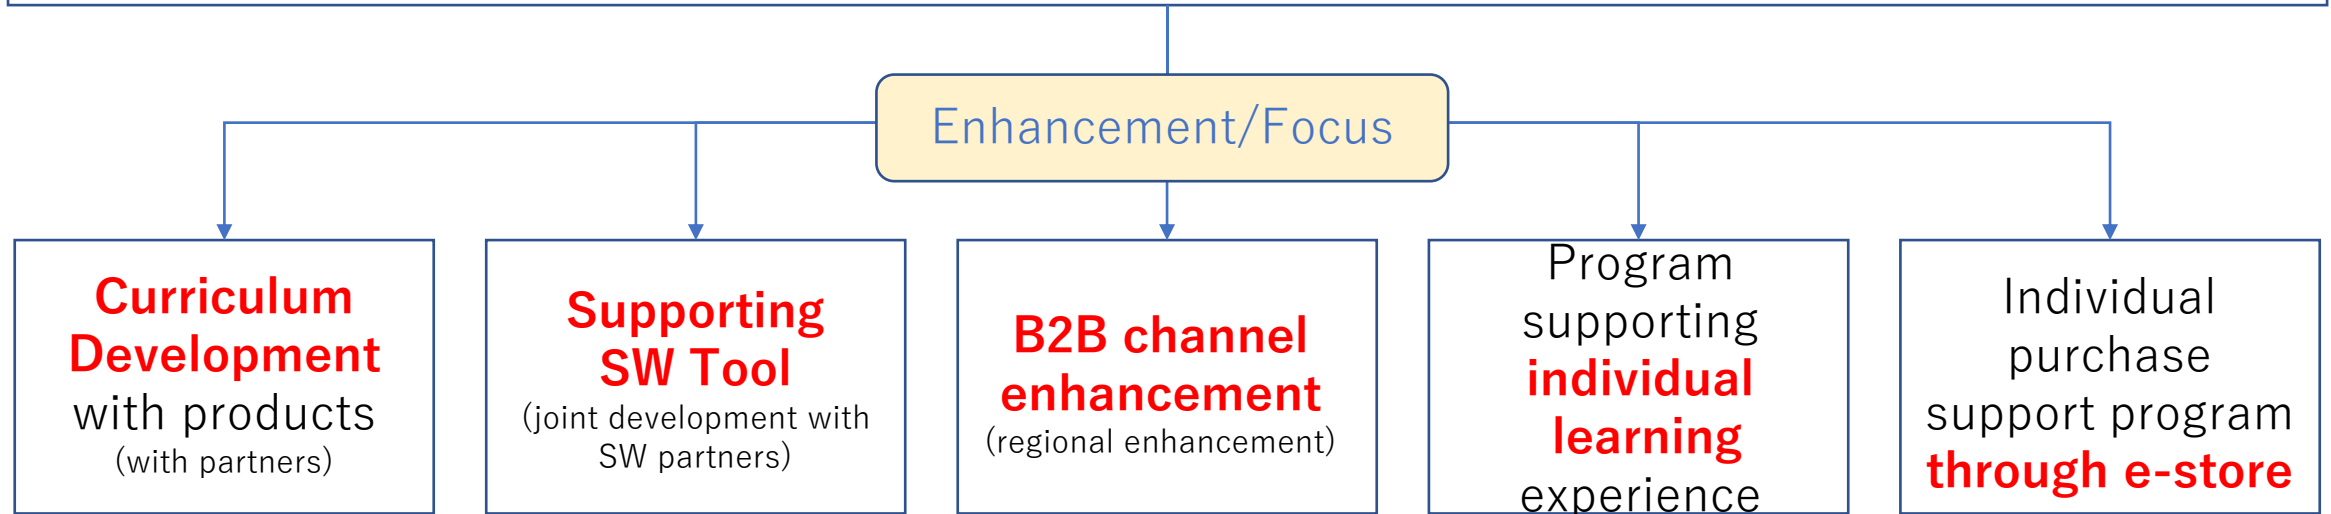 Enhancement/Focus
Curriculum
Development
with products
(with partners)
Supporting
SW Tool
(joint development with
SW partners)
B2B channel
enhancement
(regional enhancement)
Program
supporting
individual
learning
experience
Individual
purchase
support program
through e-store